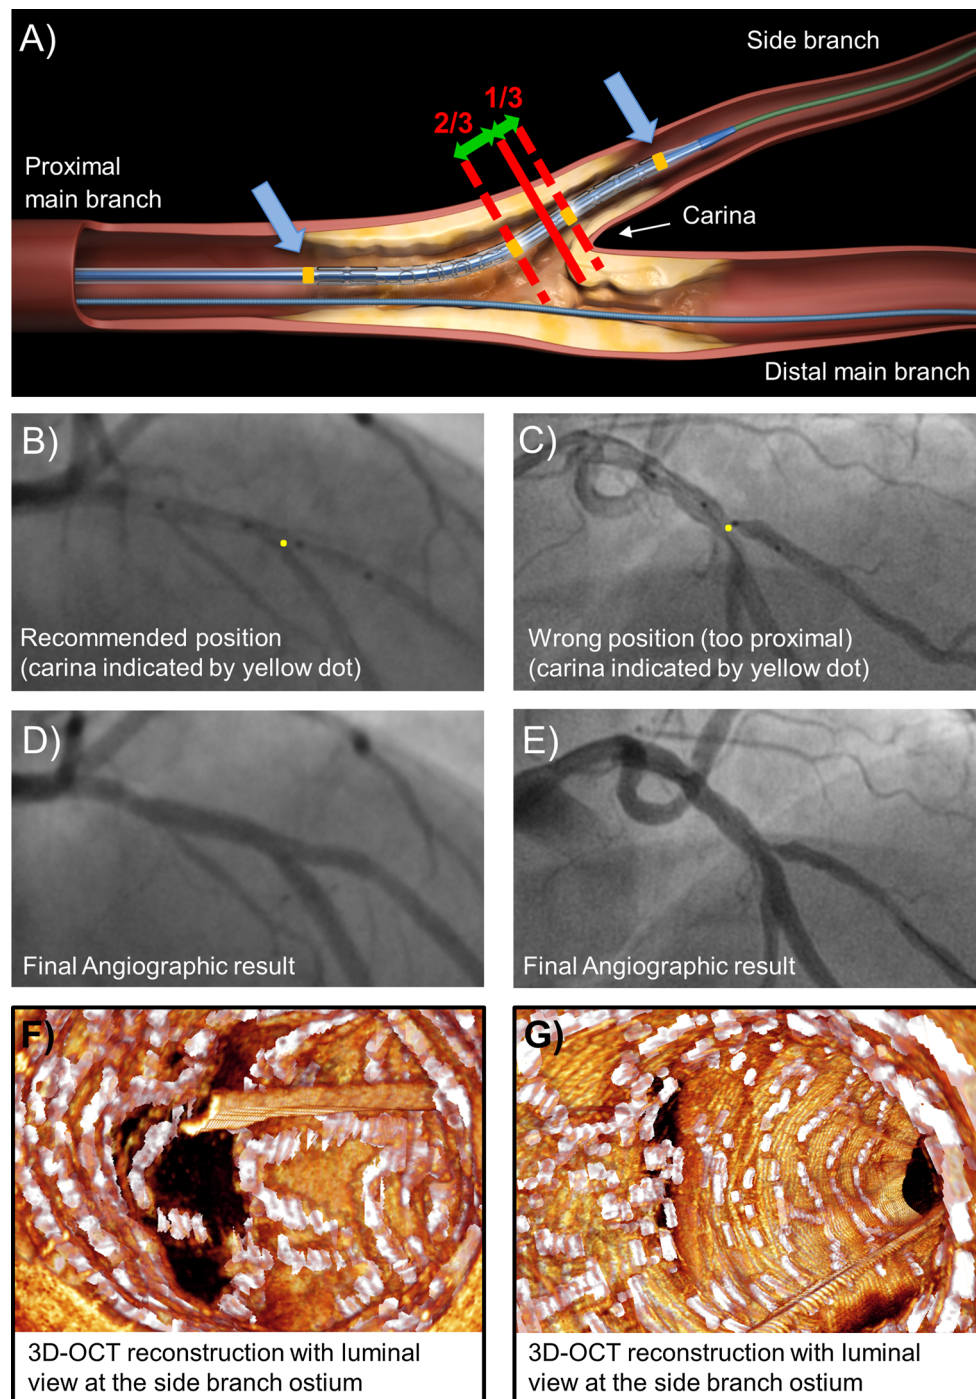 A)
Side branch
1/3
2/3
Proximal
main branch
Carina
Distal main branch
B)
Recommended position
(carina indicated by yellow dot)
C)
Wrong position (too proximal)
(carina indicated by yellow dot)
D)
Final Angiographic result
E)
Final Angiographic result
F)
3D-OCT reconstruction with luminal
view at the side branch ostium
G)
3D-OCT reconstruction with luminal
view at the side branch ostium